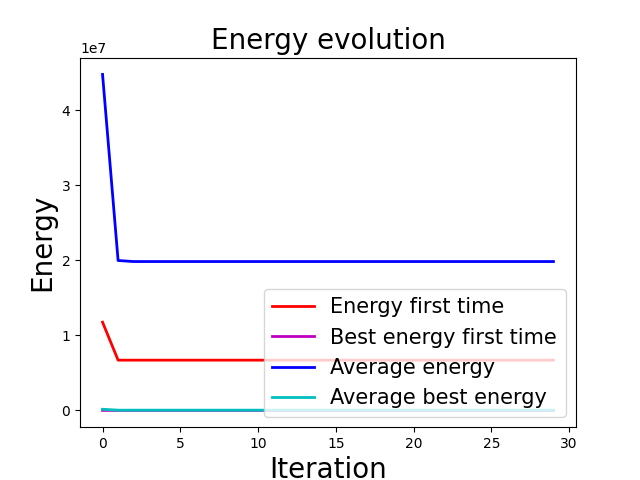 Energy evolution
1e7
Energy
4
3
2
1
0
Energy first time
Best energy first time
Average energy
Average best energy
0 5 10 15 20 25 30
Iteration